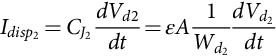 $I_{disp_2} = C_{J_2} \frac{dV_{d2}}{dt} = \varepsilon A \frac{1}{W_{d_2}} \frac{dV_{d_2}}{dt}$